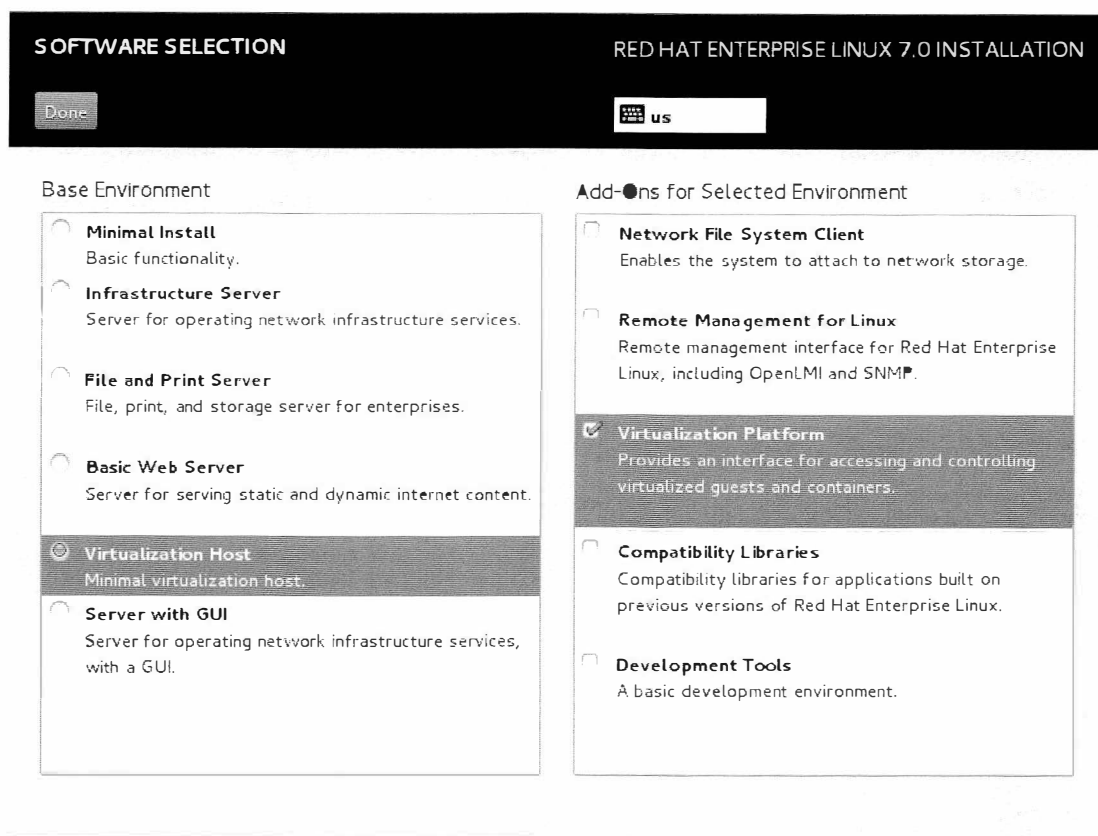 SOFTWARE SELECTION
RED HAT ENTERPRISE LINUX 7.0 INSTALLATION
Done
us
Base Environment
Minimal Install
Basic functionality.
Infrastructure Server
Server for operating network infrastructure services.
File and Print Server
File, print, and storage server for enterprises.
Basic Web Server
Server for serving static and dynamic internet content.
Virtualization Host
Minimal virtualization host.
Server with GUI
Server for operating network infrastructure services,
with a GUI.
Add-Ons for Selected Environment
Network File System Client
Enables the system to attach to network storage.
Remote Management for Linux
Remote management interface for Red Hat Enterprise
Linux, including OpenLMI and SNMP.
Virtualization Platform
Provides an interface for accessing and controlling
virtualized guests and containers.
Compatibility Libraries
Compatibility libraries for applications built on
previous versions of Red Hat Enterprise Linux.
Development Tools
A basic development environment.